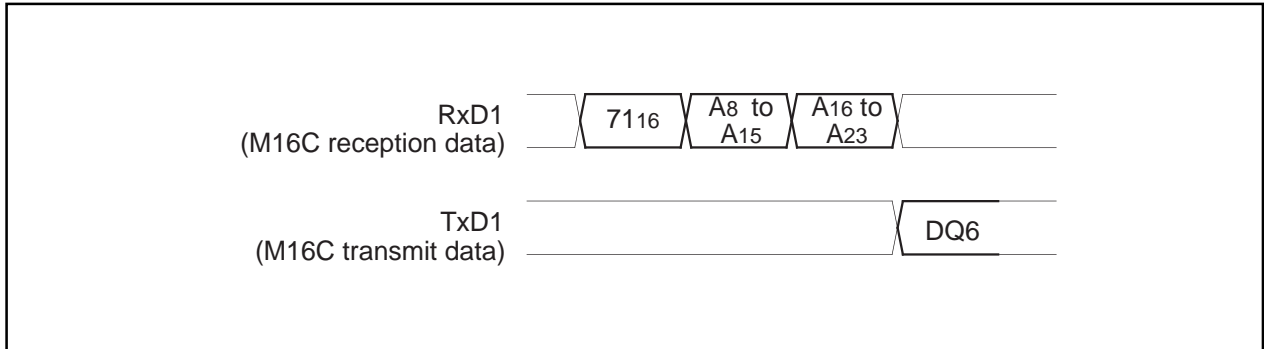 RxD1
(M16C reception data)
7116
A8 to
A15
A16 to
A23
TxD1
(M16C transmit data)
DQ6